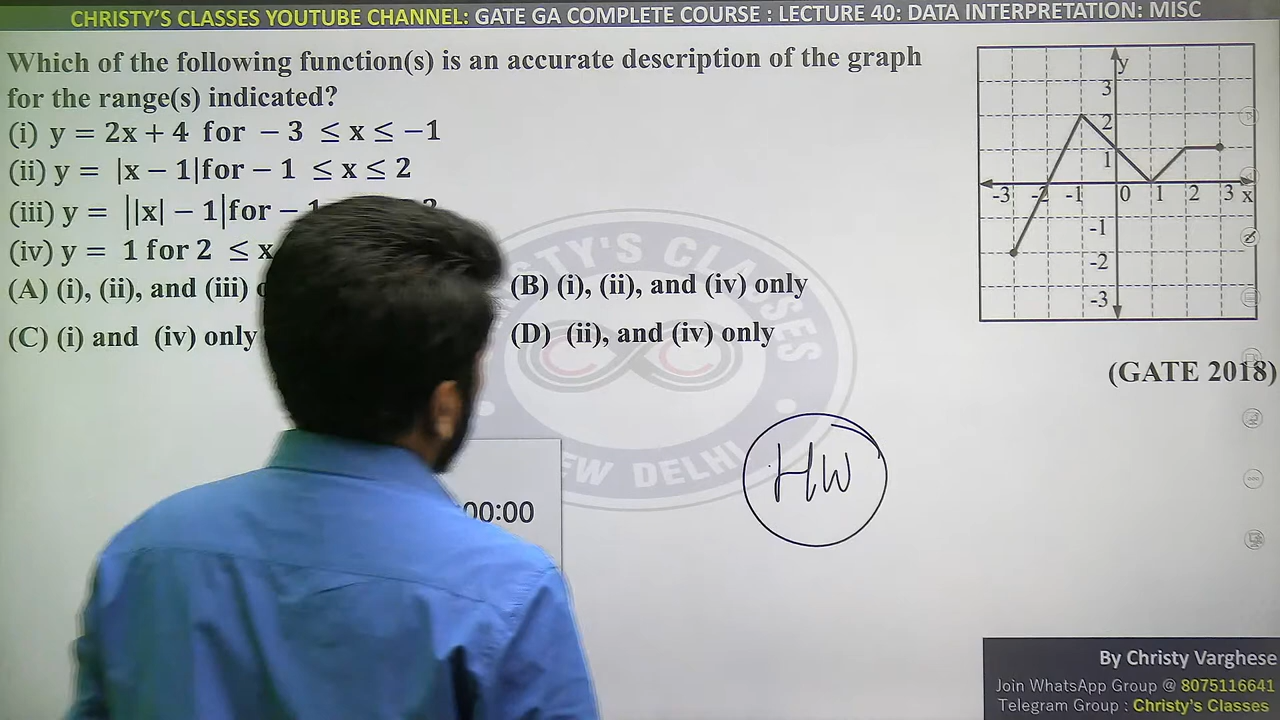 CHRISTY'S CLASSES YOUTUBE CHANNEL: GATE GA COMPLETE COURSE : LECTURE 40: DATA INTERPRETATION: MISC
Which of the following function(s) is an accurate description of the graph
for the range(s) indicated?
(i) y = 2x + 4 for − 3 ≤ x ≤ −1
(ii) y = |x − 1|for − 1 ≤ x ≤ 2
(iii) y = ||x| − 1|for −
(iv) y = 1 for 2 ≤ x
(A) (i), (ii), and (iii)
(B) (i), (ii), and (iv) only
(C) (i) and (iv) only
(D) (ii), and (iv) only
y
3
2
1
-3 -2 -1 0 1 2 3 x
-1
-2
-3
(GATE 2018)
CLASSES
NEW DELHI
HW
00:00
By Christy Varghese
Join WhatsApp Group @ 8075116641
Telegram Group : Christy's Classes